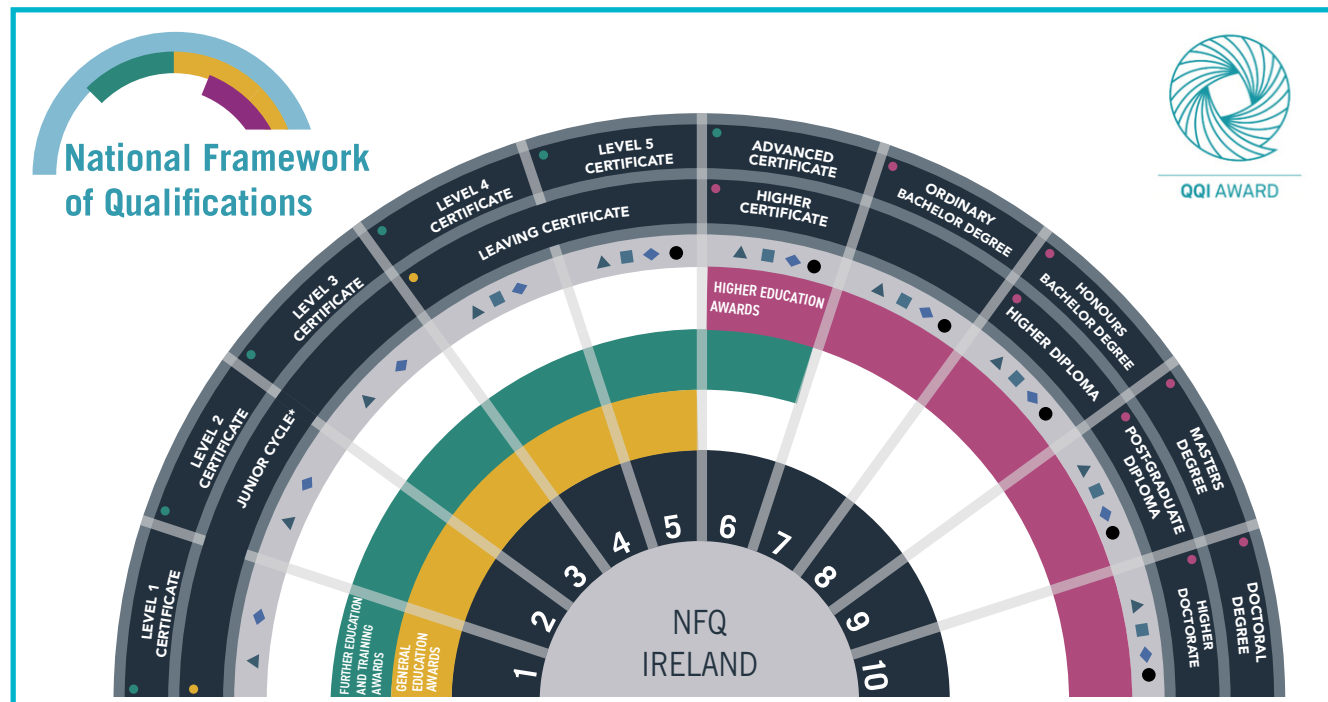 National Framework
of Qualifications
QQI AWARD
LEVEL 1
CERTIFICATE
LEVEL 2
CERTIFICATE
LEVEL 3
CERTIFICATE
LEVEL 4
CERTIFICATE
LEVEL 5
CERTIFICATE
ADVANCED
CERTIFICATE
ORDINARY
BACHELOR DEGREE
HONOURS
BACHELOR DEGREE
MASTERS
DEGREE
DOCTORAL
DEGREE
JUNIOR CYCLE*
LEAVING CERTIFICATE
HIGHER
CERTIFICATE
HIGHER DIPLOMA
POST-GRADUATE
DIPLOMA
HIGHER
DOCTORATE
HIGHER EDUCATION
AWARDS
FURTHER EDUCATION
AND TRAINING
AWARDS
GENERAL
EDUCATION
AWARDS
1
2
3
4
5
6
7
8
9
10
NFQ
IRELAND